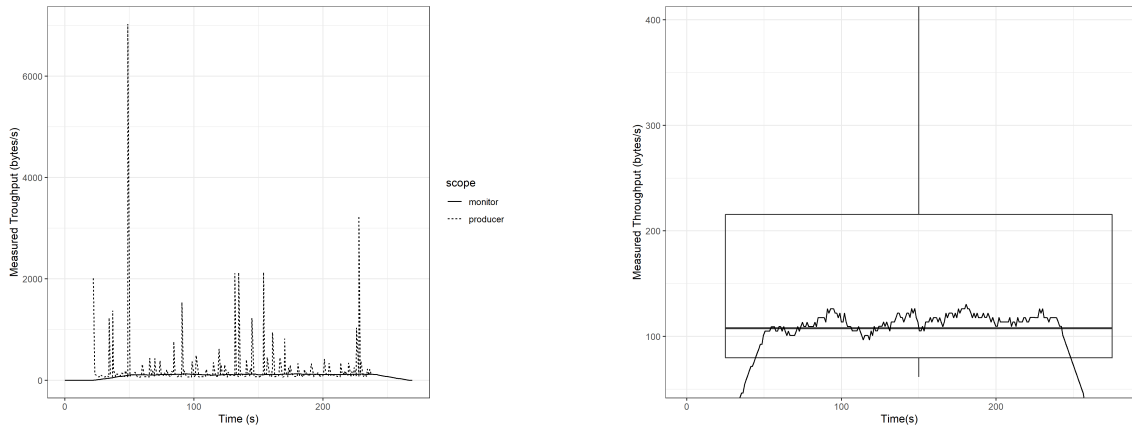 Measured Troughput (bytes/s)
6000
4000
2000
0
0
100
200
Time (s)
scope
monitor
producer
Measured Throughput (bytes/s)
400
300
200
100
0
100
200
Time(s)